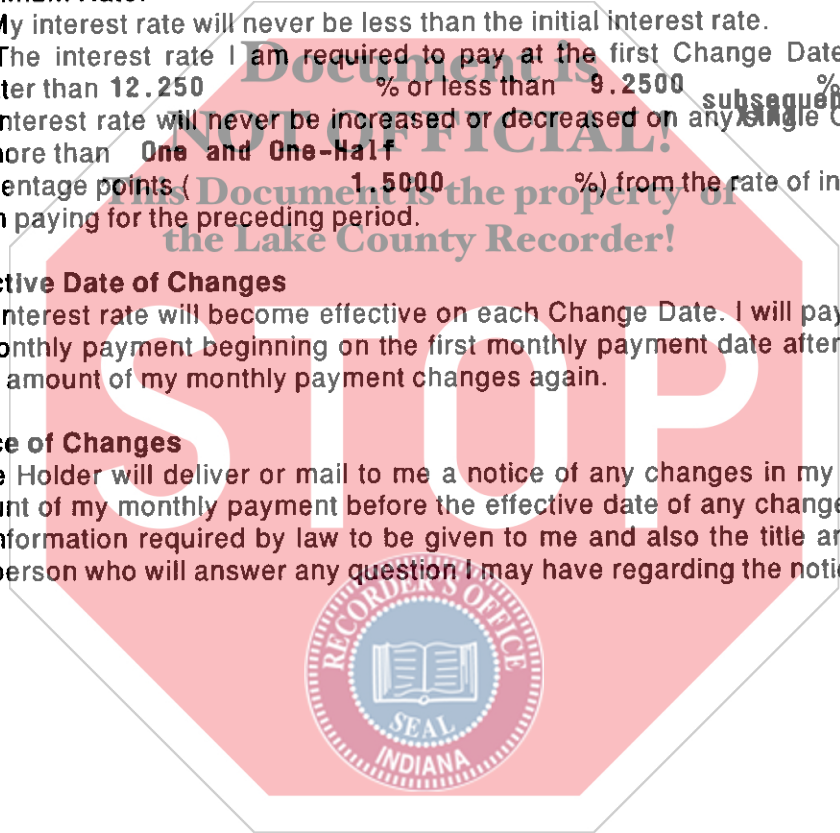 My interest rate will never be less than the initial interest rate.
The interest rate I am required to pay at the first Change Date
ter than 12.250 % or less than 9.2500 %
subsequent
nterest rate will never be increased or decreased on any single C
ore than One and One-Half
entage points ( 1.5000 %) from the rate of in
paying for the preceding period.
ctive Date of Changes
nterest rate will become effective on each Change Date. I will pay
onthly payment beginning on the first monthly payment date after
amount of my monthly payment changes again.
ce of Changes
e Holder will deliver or mail to me a notice of any changes in my
unt of my monthly payment before the effective date of any change
nformation required by law to be given to me and also the title an
person who will answer any question I may have regarding the notic
Document is
NOT OFFICIAL!
This Document is the property of
the Lake County Recorder!
STOP
RECORDER'S OFFICE
SEAL
INDIANA